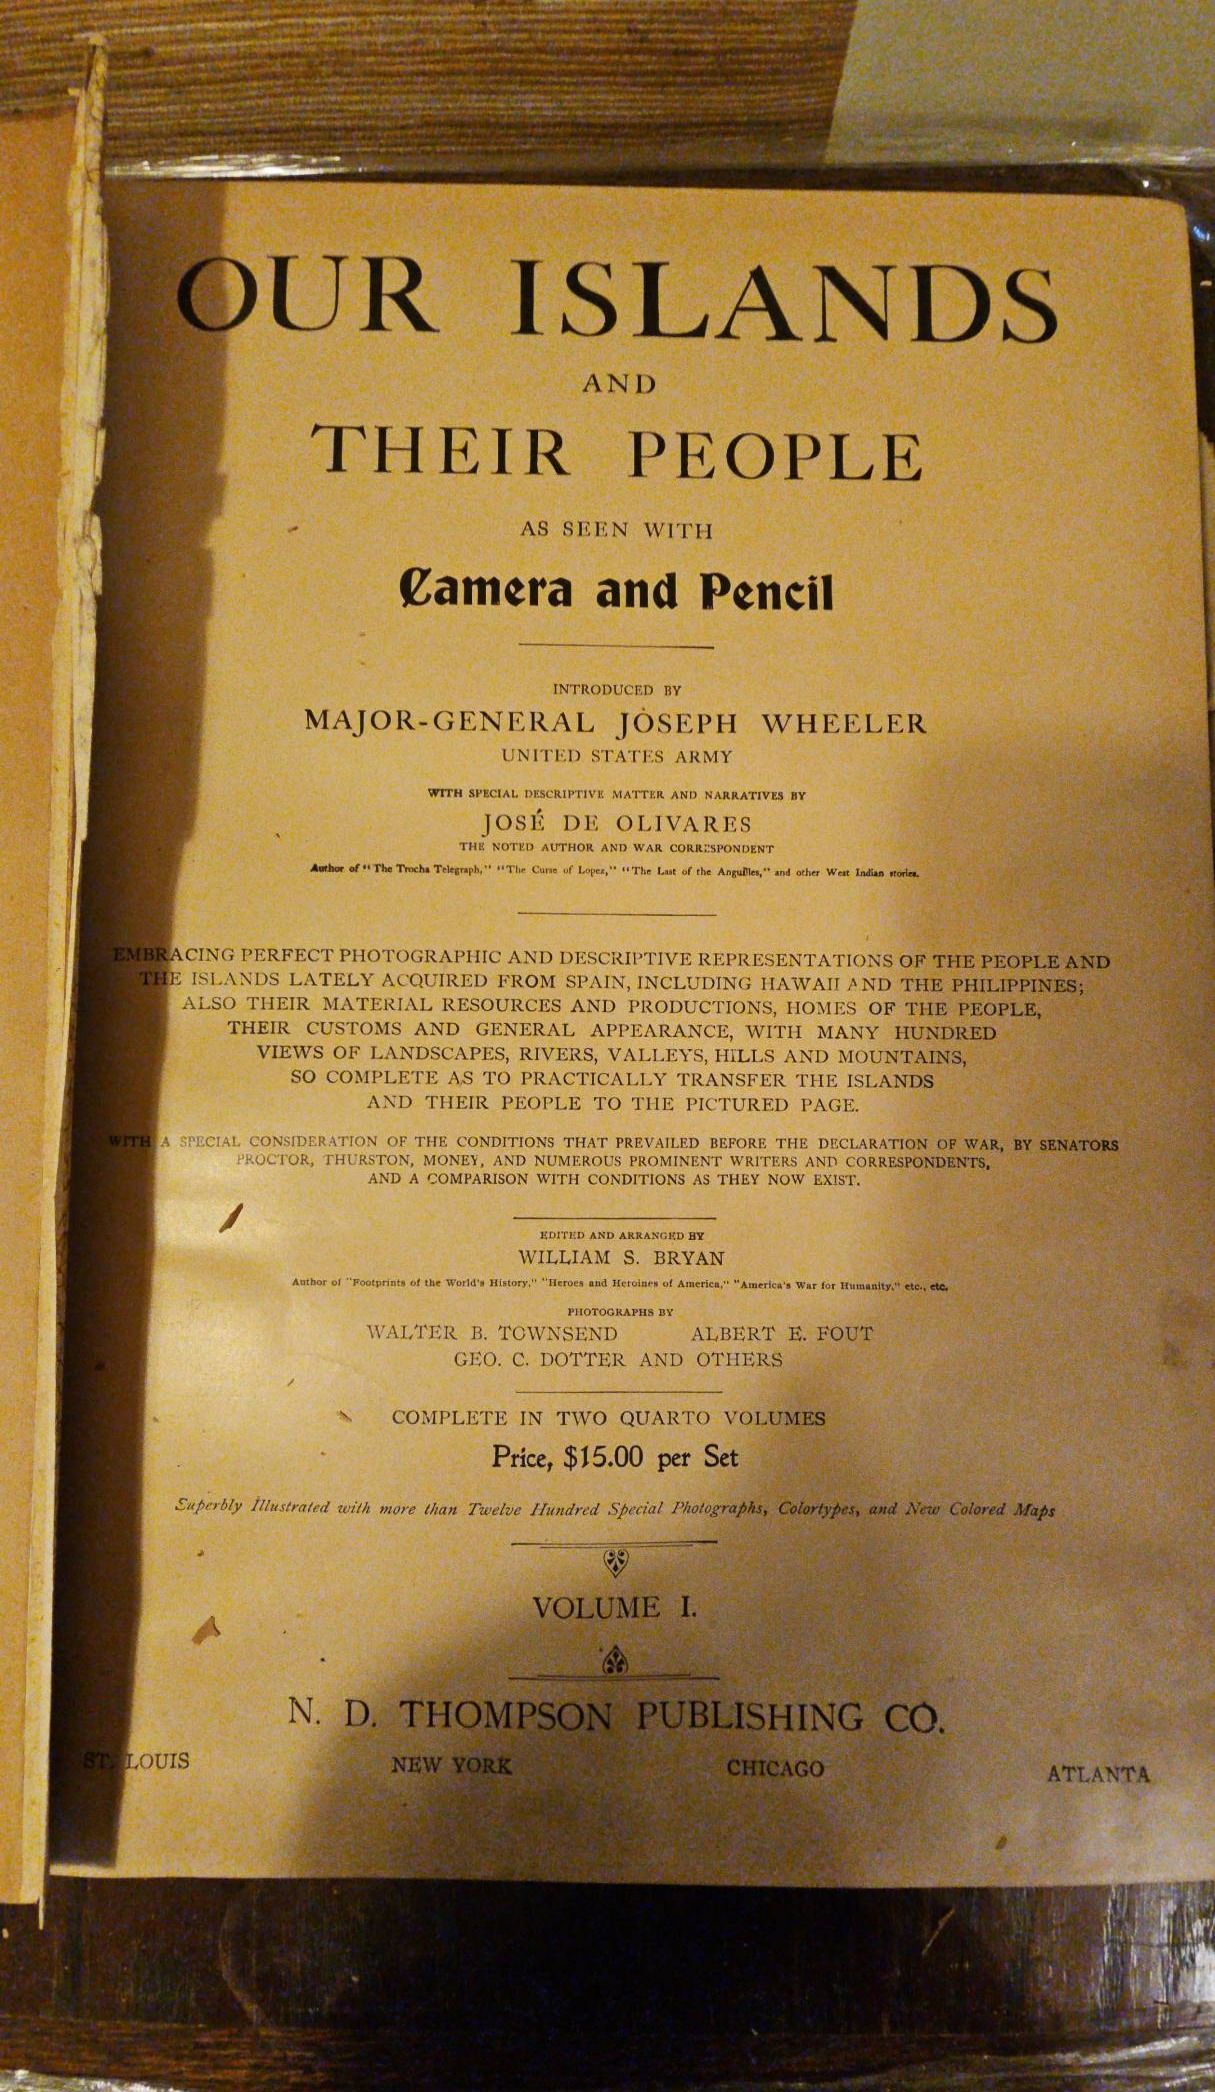 OUR ISLANDS
AND
THEIR PEOPLE
AS SEEN WITH
Camera and Pencil
INTRODUCED BY
MAJOR-GENERAL JOSEPH WHEELER
UNITED STATES ARMY
WITH SPECIAL DESCRIPTIVE MATTER AND NARRATIVES BY
JOSÉ DE OLIVARES
THE NOTED AUTHOR AND WAR CORRESPONDENT
Author of "The Trocha Telegraph," "The Curse of Lopez," "The Last of the Anguilles," and other West Indian stories.
EMBRACING PERFECT PHOTOGRAPHIC AND DESCRIPTIVE REPRESENTATIONS OF THE PEOPLE AND
THE ISLANDS LATELY ACQUIRED FROM SPAIN, INCLUDING HAWAII AND THE PHILIPPINES;
ALSO THEIR MATERIAL RESOURCES AND PRODUCTIONS, HOMES OF THE PEOPLE,
THEIR CUSTOMS AND GENERAL APPEARANCE, WITH MANY HUNDRED
VIEWS OF LANDSCAPES, RIVERS, VALLEYS, HILLS AND MOUNTAINS,
SO COMPLETE AS TO PRACTICALLY TRANSFER THE ISLANDS
AND THEIR PEOPLE TO THE PICTURED PAGE.
WITH A SPECIAL CONSIDERATION OF THE CONDITIONS THAT PREVAILED BEFORE THE DECLARATION OF WAR, BY SENATORS
PROCTOR, THURSTON, MONEY, AND NUMEROUS PROMINENT WRITERS AND CORRESPONDENTS,
AND A COMPARISON WITH CONDITIONS AS THEY NOW EXIST.
EDITED AND ARRANGED BY
WILLIAM S. BRYAN
Author of "Footprints of the World's History," "Heroes and Heroines of America," "America's War for Humanity," etc., etc.
PHOTOGRAPHS BY
WALTER B. TOWNSEND ALBERT E. FOUT
GEO. C. DOTTER AND OTHERS
COMPLETE IN TWO QUARTO VOLUMES
Price, $15.00 per Set
Superbly Illustrated with more than Twelve Hundred Special Photographs, Colortypes, and New Colored Maps
VOLUME I.
N. D. THOMPSON PUBLISHING CO.
ST. LOUIS NEW YORK CHICAGO ATLANTA